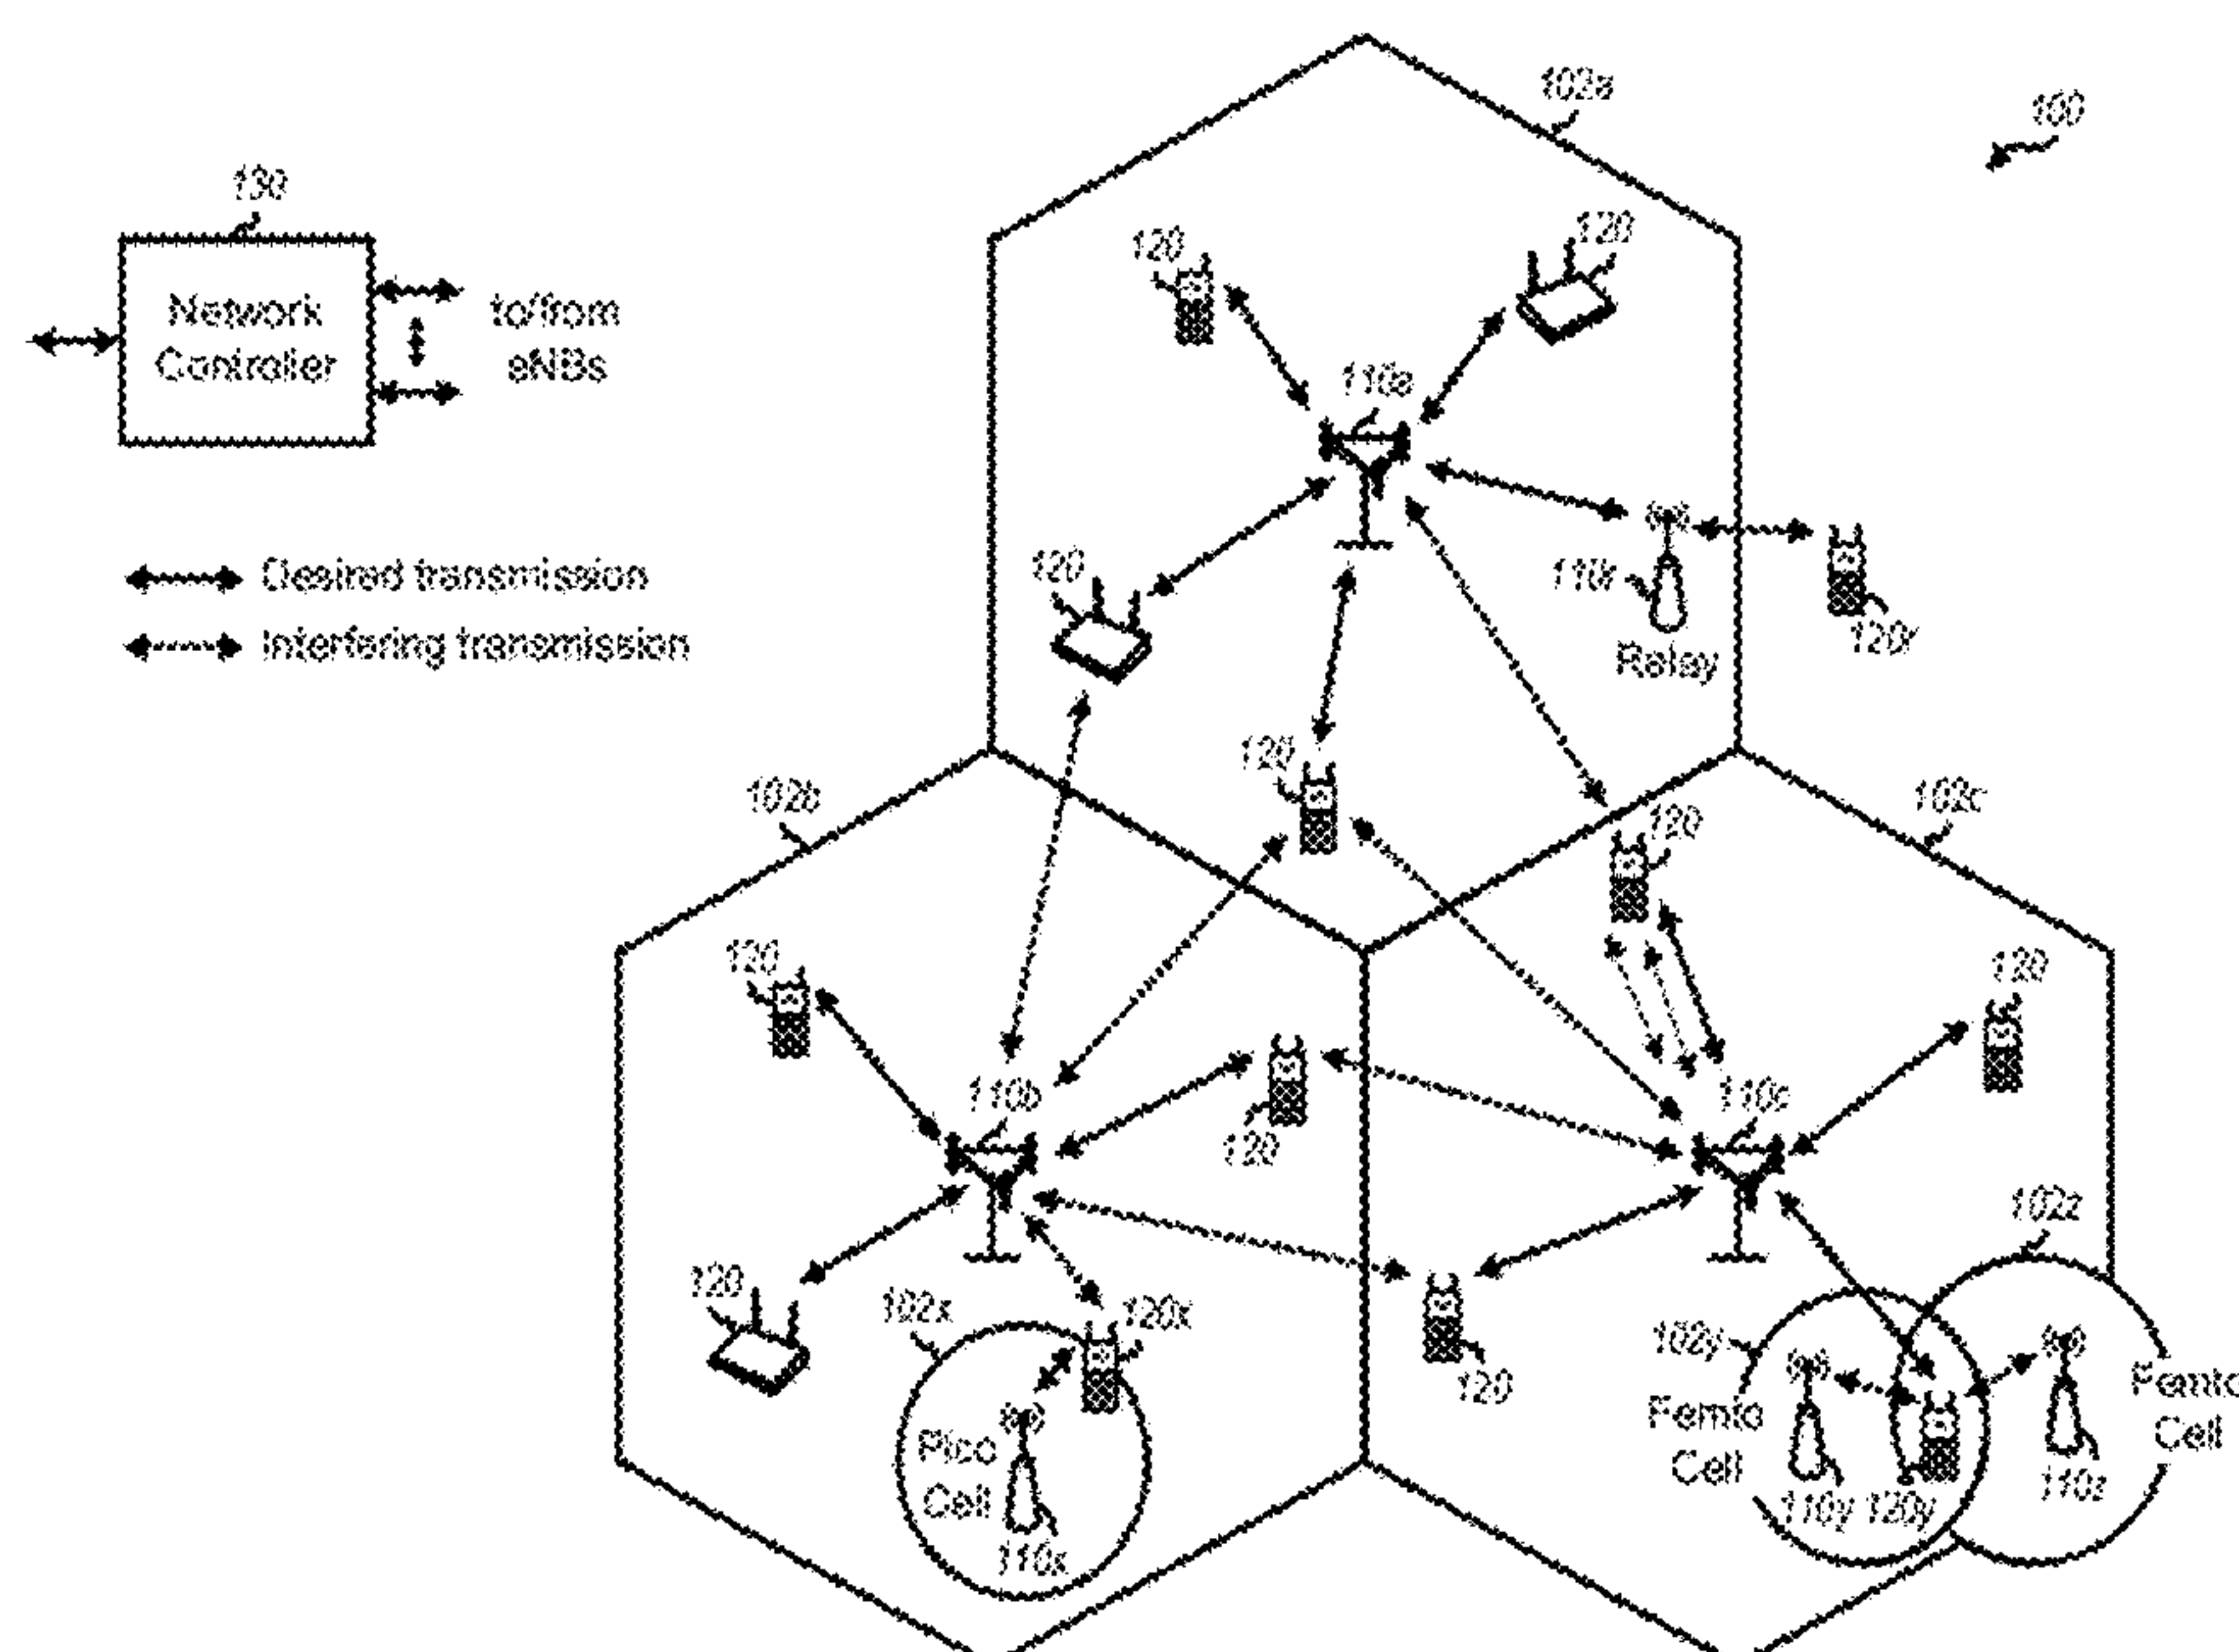 102a
100
130
Network
Controller
to/from
eNBs
120
120
110a
Desired transmission
Interfering transmission
120
110r
Relay
120r
120
102b
102c
120
120
120
110b
110c
120
102z
120
102x
120x
102y
120
Pico
Cell
110x
Femto
Cell
110y 120y
110z
Femto
Cell